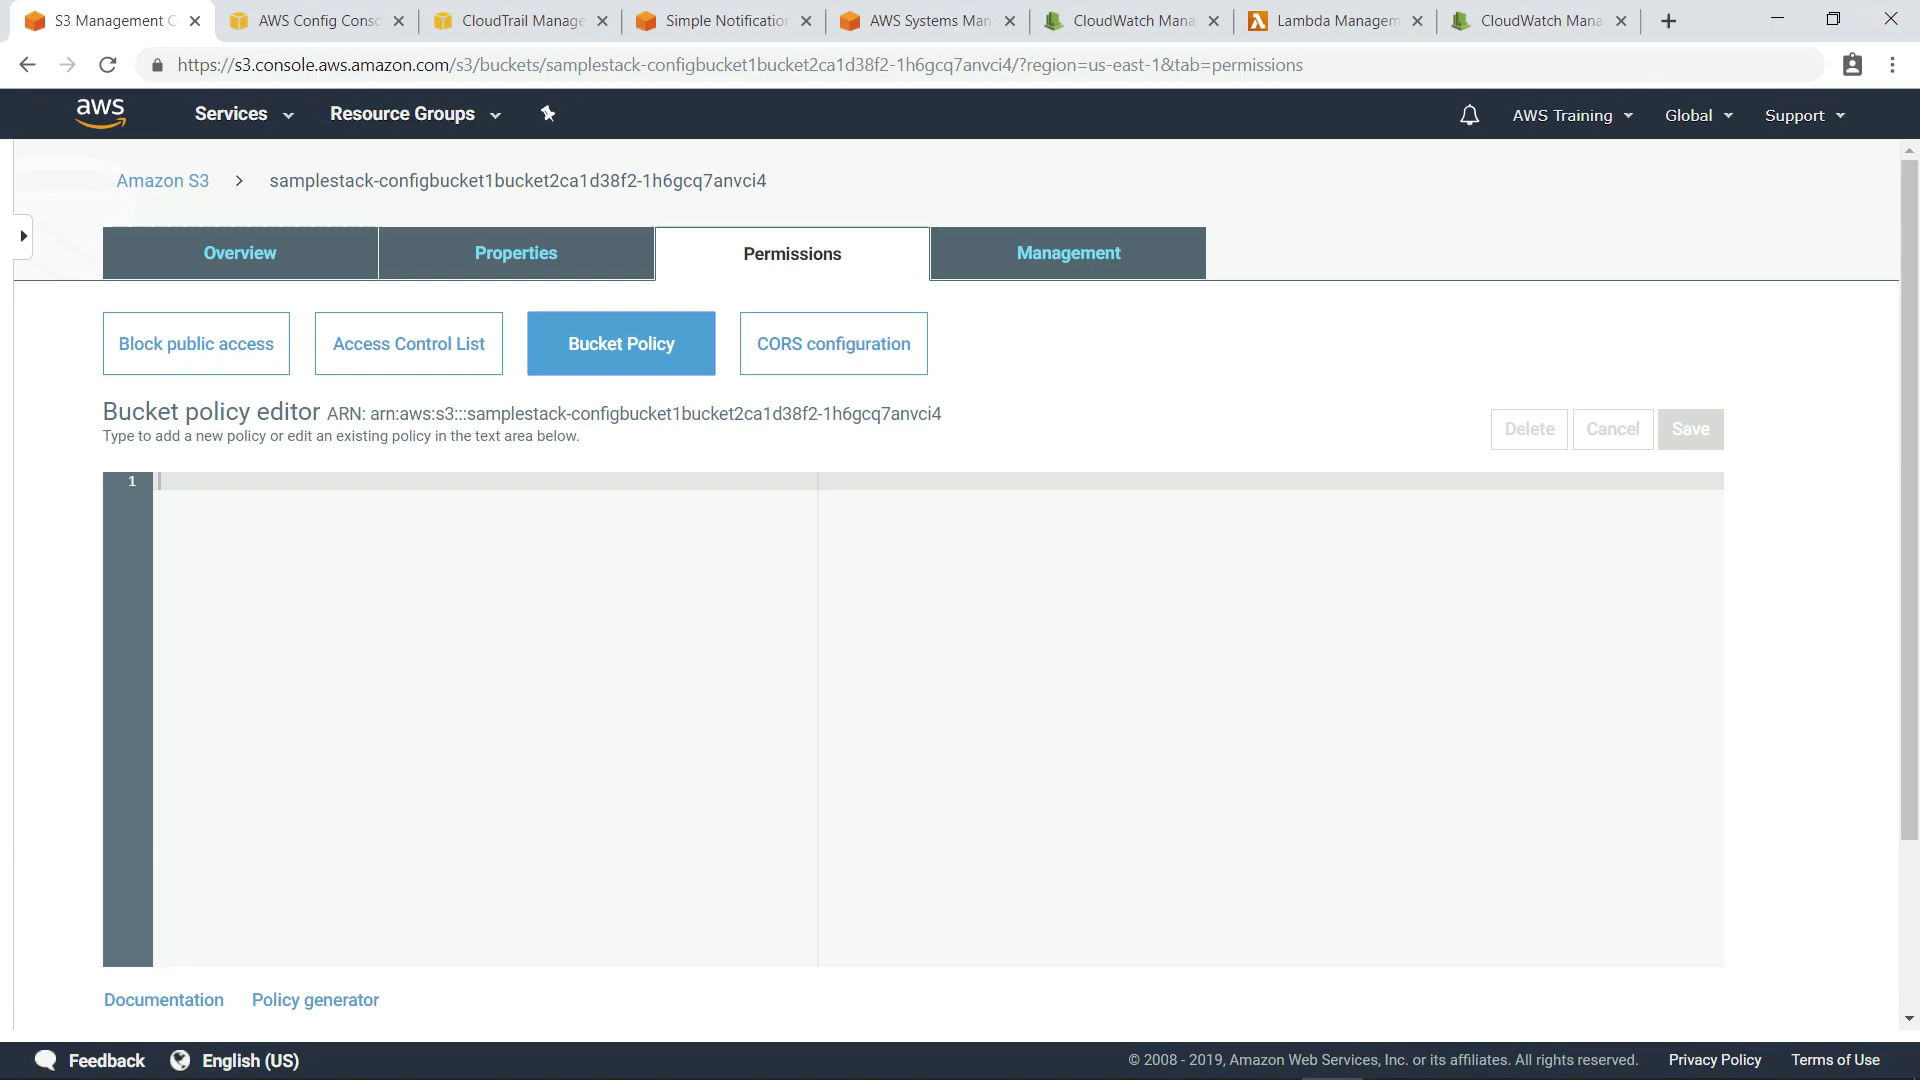 S3 Management C
AWS Config Conso
CloudTrail Manage
Simple Notification
AWS Systems Man
CloudWatch Mana
Lambda Managem
CloudWatch Mana
https://s3.console.aws.amazon.com/s3/buckets/samplestack-configbucket1bucket2ca1d38f2-1h6gcq7anvci4/?region=us-east-1&tab=permissions
aws Services Resource Groups AWS Training Global Support
Amazon S3 > samplestack-configbucket1bucket2ca1d38f2-1h6gcq7anvci4
Overview Properties Permissions Management
Block public access Access Control List Bucket Policy CORS configuration
Bucket policy editor ARN: arn:aws:s3:::samplestack-configbucket1bucket2ca1d38f2-1h6gcq7anvci4
Type to add a new policy or edit an existing policy in the text area below.
Delete Cancel Save
1
Documentation Policy generator
Feedback English (US) © 2008 - 2019, Amazon Web Services, Inc. or its affiliates. All rights reserved. Privacy Policy Terms of Use